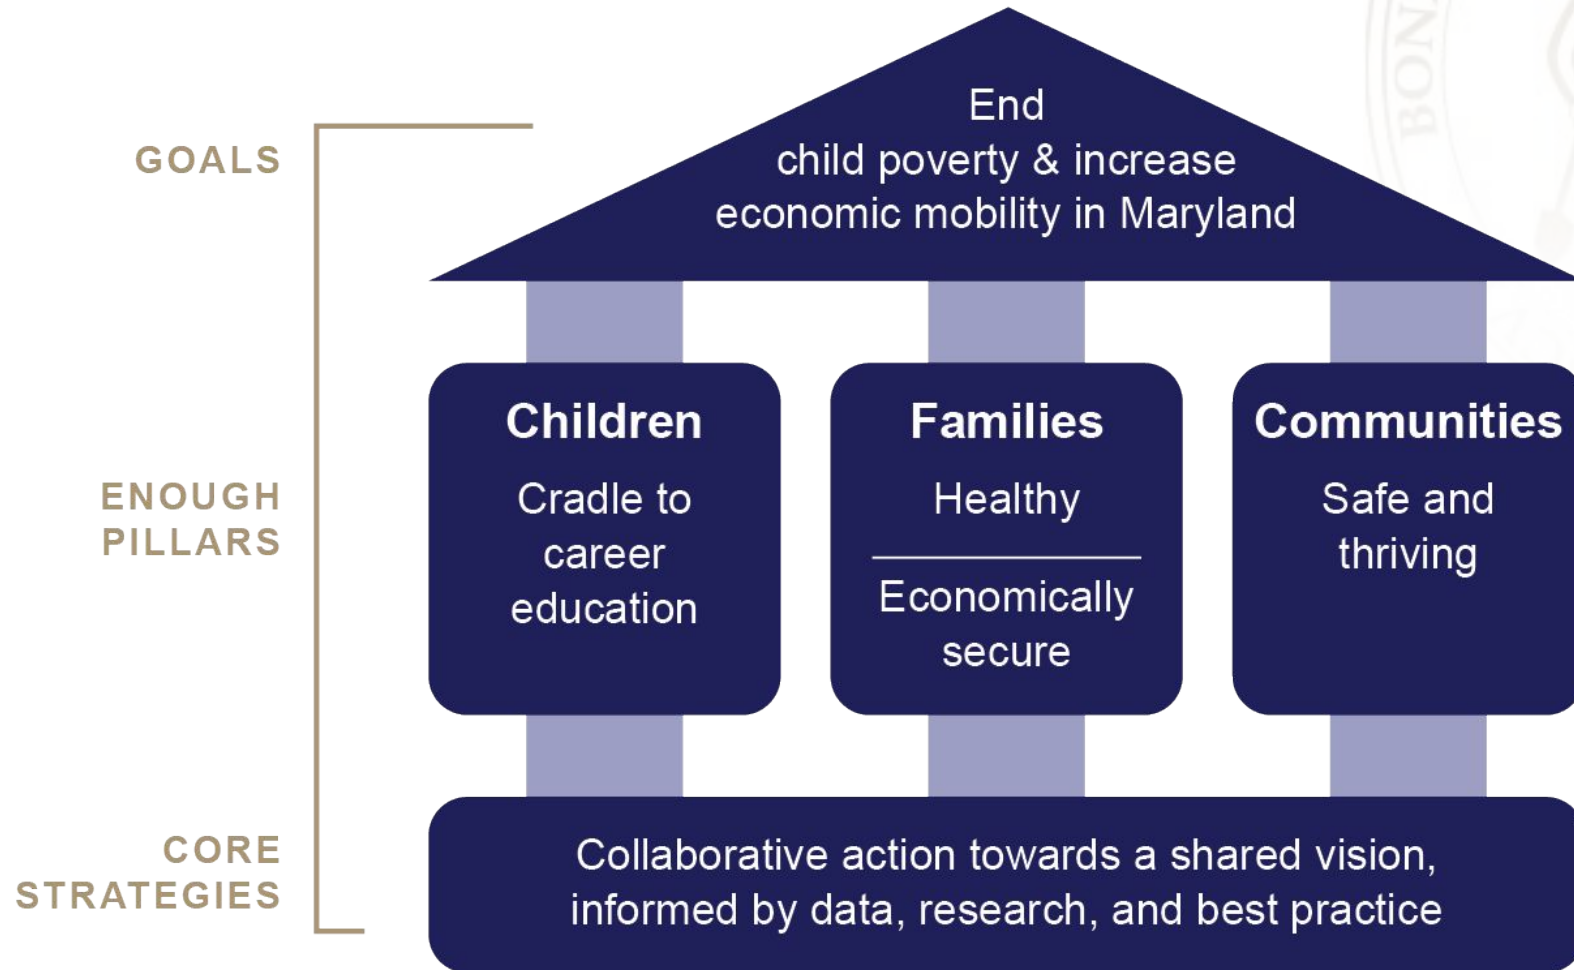 GOALS
End
child poverty & increase
economic mobility in Maryland
ENOUGH
PILLARS
Children
Cradle to
career
education
Families
Healthy
Economically
secure
Communities
Safe and
thriving
CORE
STRATEGIES
Collaborative action towards a shared vision,
informed by data, research, and best practice
BON